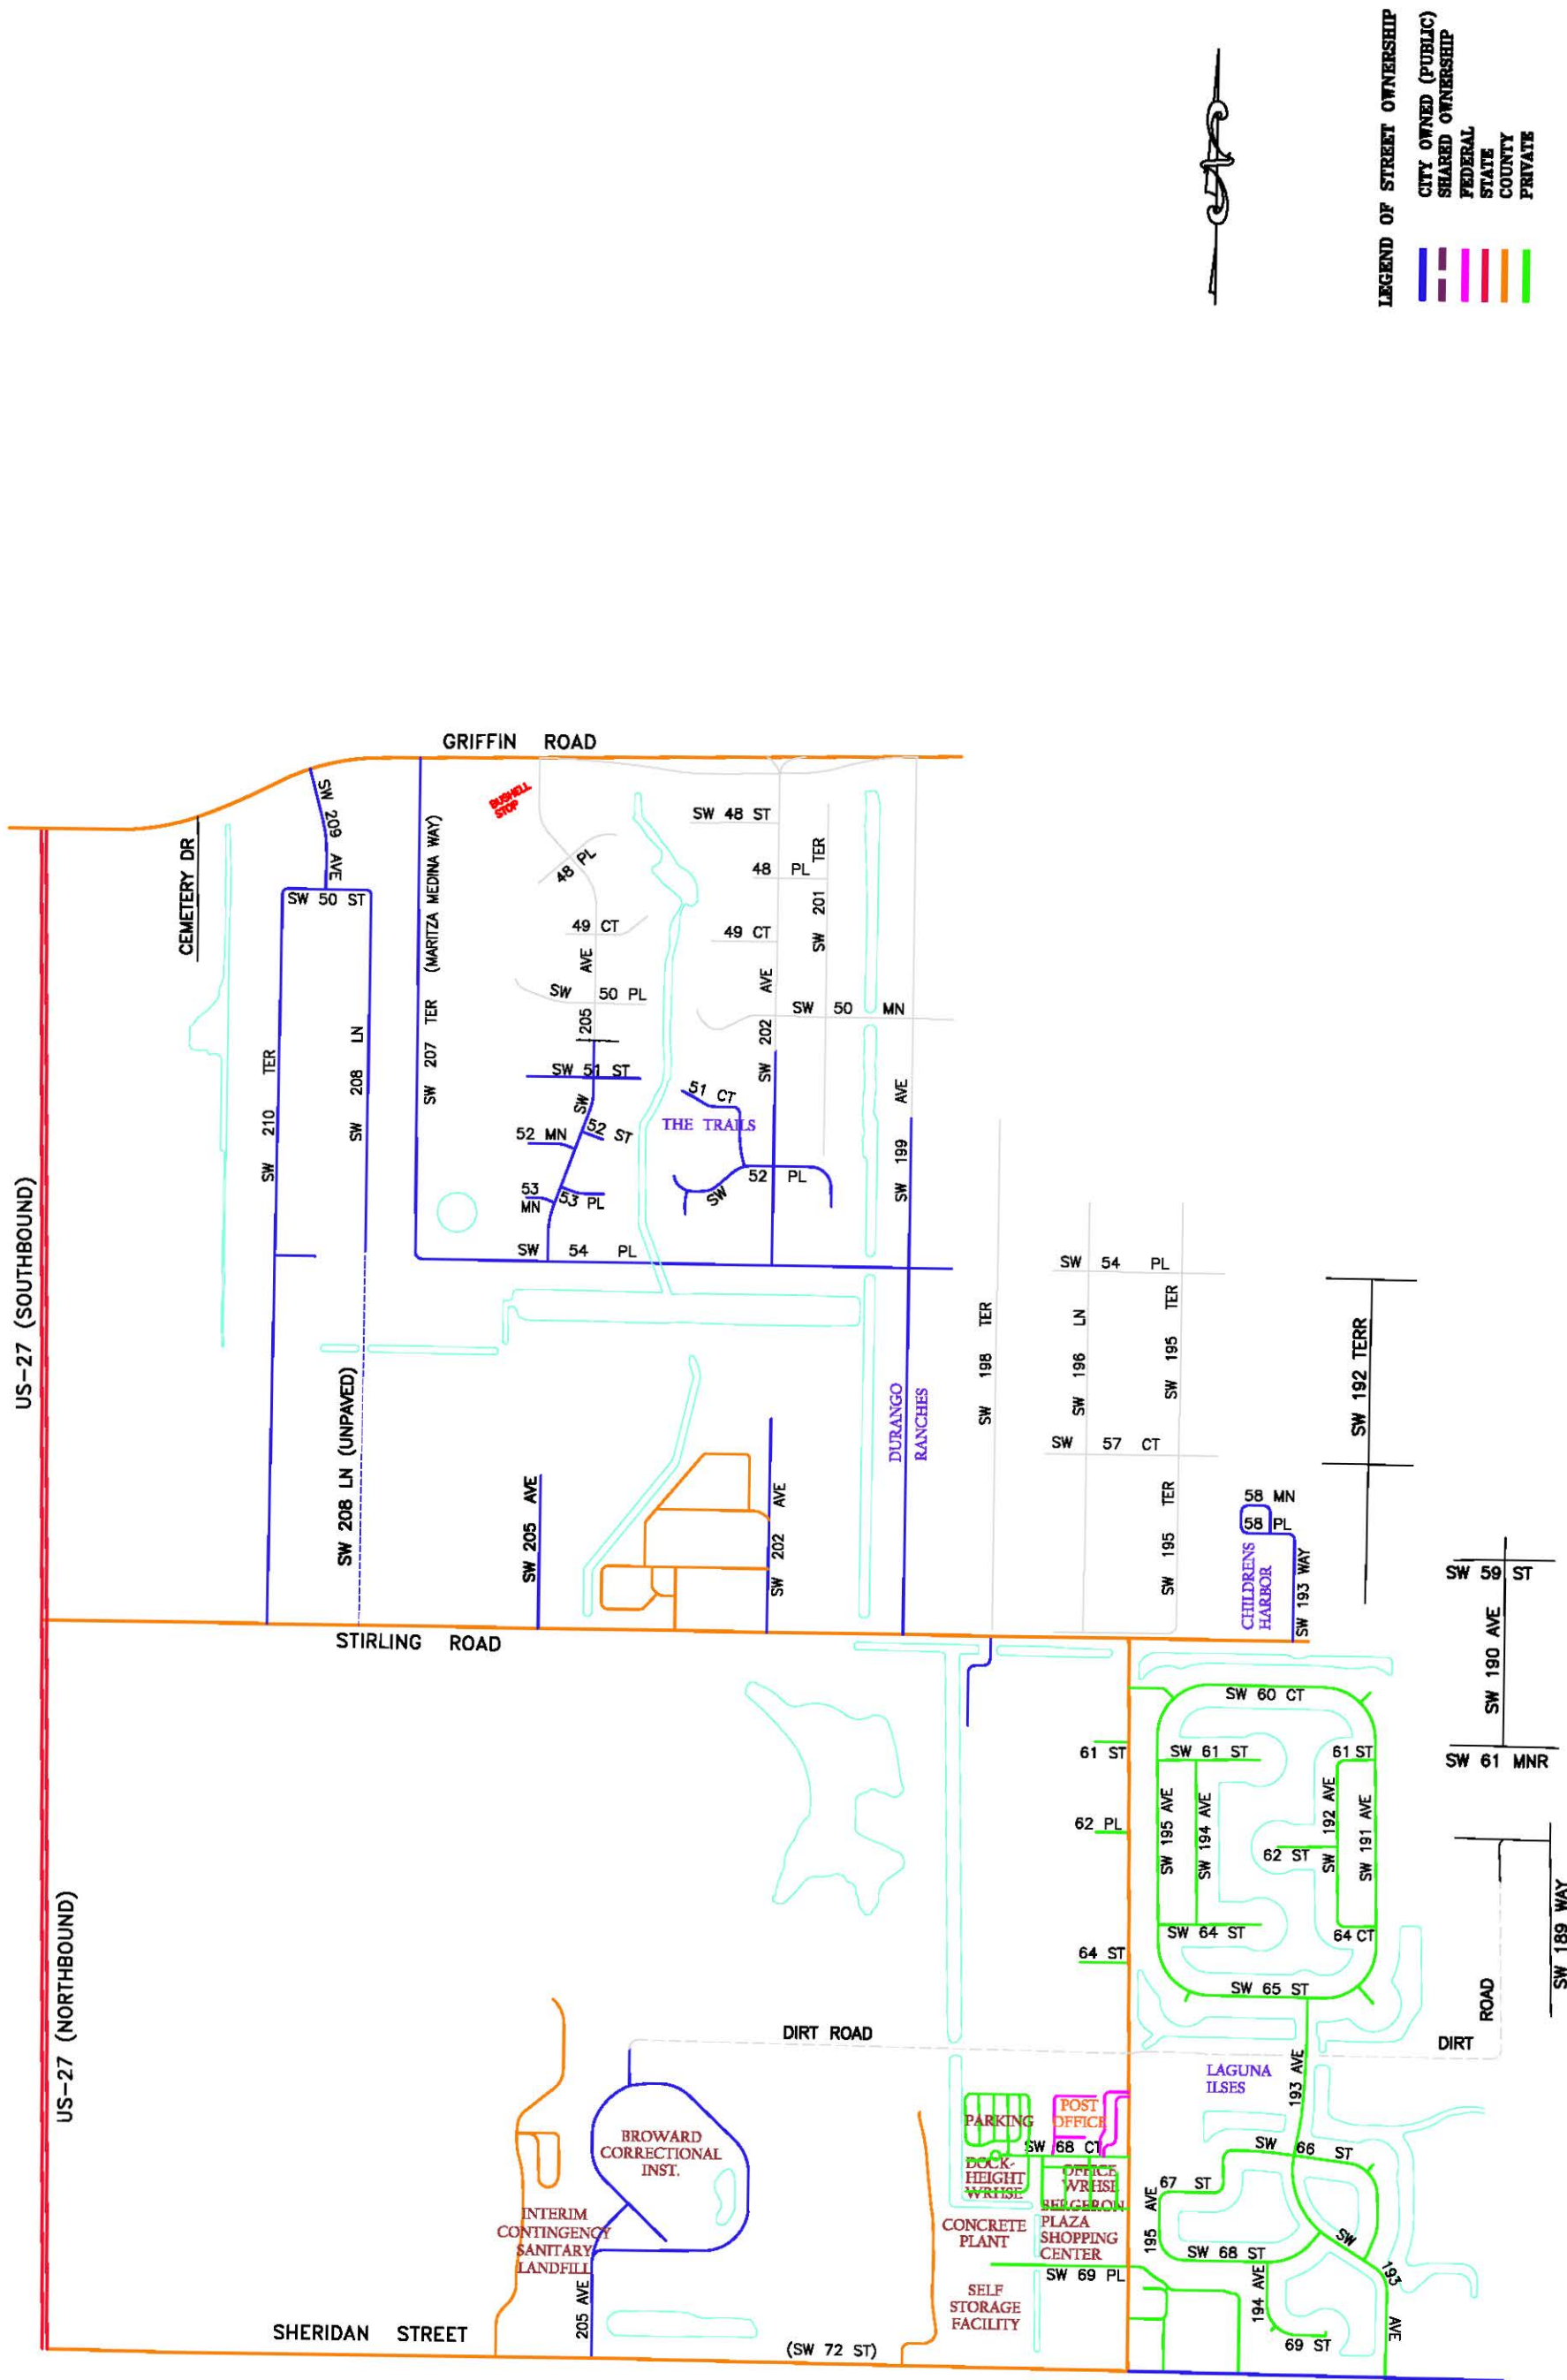 LEGEND OF STREET OWNERSHIP
CITY OWNED (PUBLIC)
SHARED OWNERSHIP
FEDERAL
STATE
COUNTY
PRIVATE
GRIFFIN ROAD
BUSHELL
STOP
CEMETERY DR
SW 209 AVE
SW 50 ST
SW 210 TER
SW 208 LN
SW 207 TER (MARITZA MEDINA WAY)
48 PL
49 CT
SW 50 PL
SW 205 AVE
SW 51 ST
52 ST
52 MN
53
MN
53 PL
SW 54 PL
SW 48 ST
48 PL
49 CT
SW 201 TER
SW 202 AVE
SW 50 MN
51 CT
THE TRAILS
SW 52 PL
SW 199 AVE
US-27 (SOUTHBOUND)
SW 208 LN (UNPAVED)
SW 205 AVE
SW 202 AVE
DURANGO
RANCHES
SW 198 TER
SW 54 PL
SW 196 LN
SW 195 TER
SW 57 CT
SW 195 TER
SW 192 TERR
58 MN
58 PL
CHILDRENS
HARBOR
SW 193 WAY
SW 59 ST
SW 190 AVE
SW 61 MNR
STIRLING ROAD
SW 60 CT
61 ST
SW 61 ST
61 ST
62 PL
SW 195 AVE
SW 194 AVE
SW 192 AVE
SW 191 AVE
62 ST
SW 64 ST
64 CT
64 ST
SW 65 ST
SW 189 WAY
US-27 (NORTHBOUND)
DIRT ROAD
DIRT ROAD
193 AVE
LAGUNA
ILSES
PARKING
POST
OFFICE
SW 68 CT
DOCK-
HEIGHT
WRHSE
OFFICE
WRHSE
BERGERON
PLAZA
SHOPPING
CENTER
CONCRETE
PLANT
SW 69 PL
SELF
STORAGE
FACILITY
BROWARD
CORRECTIONAL
INST.
INTERIM
CONTINGENCY
SANITARY
LANDFILL
205 AVE
SW 66 ST
67 ST
195 AVE
SW 68 ST
SW 193 AVE
194 AVE
69 ST
SHERIDAN STREET
(SW 72 ST)